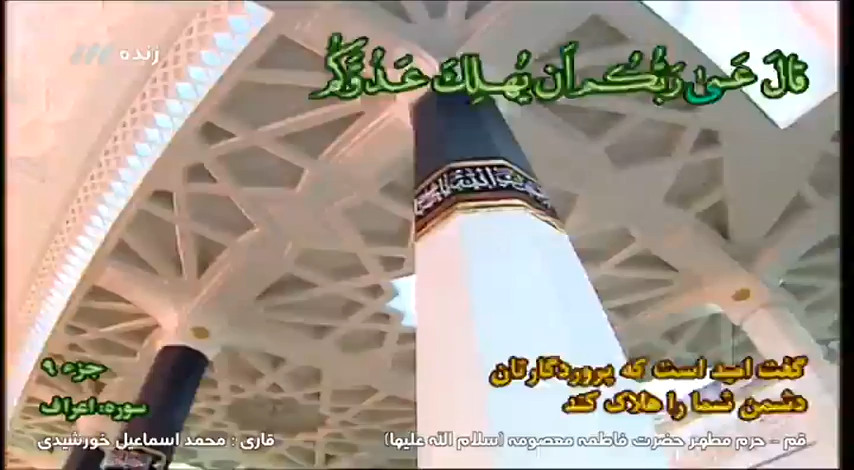 زنده
قَالَ عَسَىٰ رَبُّكُمْ أَن يُهْلِكَ عَدُوَّكُمْ
گفت امید است که پروردگارتان
دشمن شما را هلاک کند
جزء ۹
سوره اعراف
قم - حرم مطهر حضرت فاطمه معصومه (سلام الله علیها)
قاری : محمد اسماعیل خورشیدی